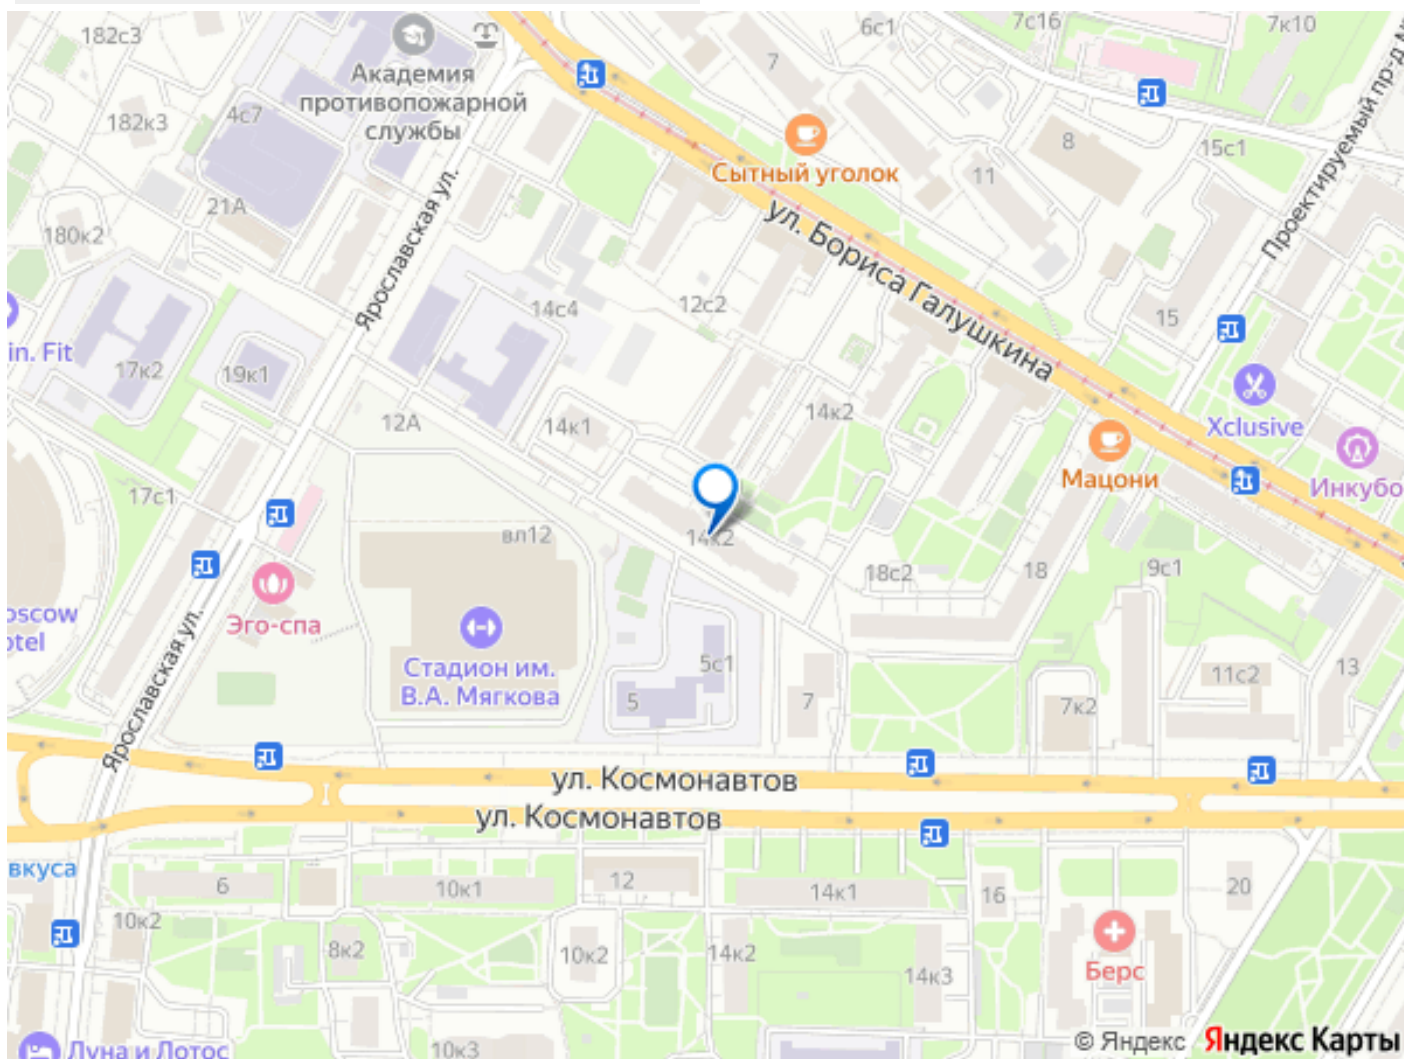 182с3
7
6с1
7с16
7к10
Академия
противопожарной
службы
4с7
182к3
8
15с1
Сытный уголок
11
Проектируемый пр-д
21А
180к2
Ярославская ул.
ул. Бориса Галушкина
14с4
12с2
15
in. Fit
17к2
19к1
12А
14к1
14к2
Xclusive
Мацони
Инкубо
17с1
вл12
14к2
18с2
18
9с1
Эго-спа
Стадион им.
В.А. Мягкова
5с1
5
7
7к2
11с2
13
oscow
otel
Ярославская ул.
ул. Космонавтов
ул. Космонавтов
вкуса
6
10к1
12
14к1
16
20
10к2
8к2
10к2
14к2
14к3
Берс
10к3
Луна и Лотос
© Яндекс Яндекс Карты